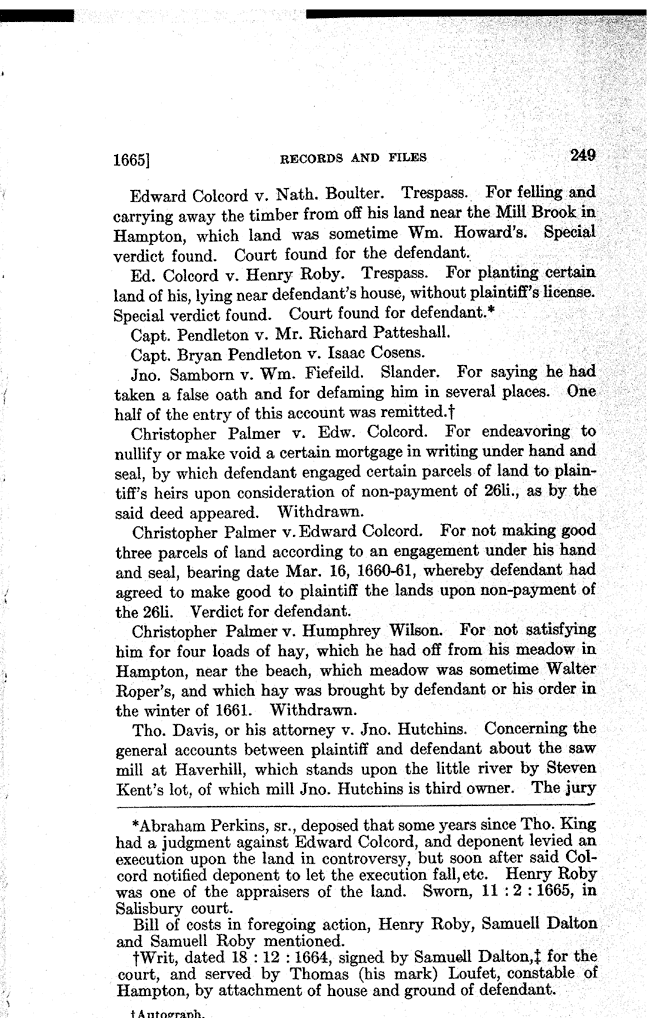 1665] RECORDS AND FILES 249
Edward Colcord v. Nath. Boulter. Trespass. For felling and
carrying away the timber from off his land near the Mill Brook in
Hampton, which land was sometime Wm. Howard's. Special
verdict found. Court found for the defendant.
Ed. Colcord v. Henry Roby. Trespass. For planting certain
land of his, lying near defendant's house, without plaintiff's license.
Special verdict found. Court found for defendant.*
Capt. Pendleton v. Mr. Richard Patteshall.
Capt. Bryan Pendleton v. Isaac Cosens.
Jno. Samborn v. Wm. Fiefeild. Slander. For saying he had
taken a false oath and for defaming him in several places. One
half of the entry of this account was remitted.†
Christopher Palmer v. Edw. Colcord. For endeavoring to
nullify or make void a certain mortgage in writing under hand and
seal, by which defendant engaged certain parcels of land to plain-
tiff's heirs upon consideration of non-payment of 26li., as by the
said deed appeared. Withdrawn.
Christopher Palmer v. Edward Colcord. For not making good
three parcels of land according to an engagement under his hand
and seal, bearing date Mar. 16, 1660-61, whereby defendant had
agreed to make good to plaintiff the lands upon non-payment of
the 26li. Verdict for defendant.
Christopher Palmer v. Humphrey Wilson. For not satisfying
him for four loads of hay, which he had off from his meadow in
Hampton, near the beach, which meadow was sometime Walter
Roper's, and which hay was brought by defendant or his order in
the winter of 1661. Withdrawn.
Tho. Davis, or his attorney v. Jno. Hutchins. Concerning the
general accounts between plaintiff and defendant about the saw
mill at Haverhill, which stands upon the little river by Steven
Kent's lot, of which mill Jno. Hutchins is third owner. The jury
*Abraham Perkins, sr., deposed that some years since Tho. King
had a judgment against Edward Colcord, and deponent levied an
execution upon the land in controversy, but soon after said Col-
cord notified deponent to let the execution fall, etc. Henry Roby
was one of the appraisers of the land. Sworn, 11 : 2 : 1665, in
Salisbury court.
Bill of costs in foregoing action, Henry Roby, Samuell Dalton
and Samuell Roby mentioned.
†Writ, dated 18 : 12 : 1664, signed by Samuell Dalton,‡ for the
court, and served by Thomas (his mark) Loufet, constable of
Hampton, by attachment of house and ground of defendant.
‡Autograph.